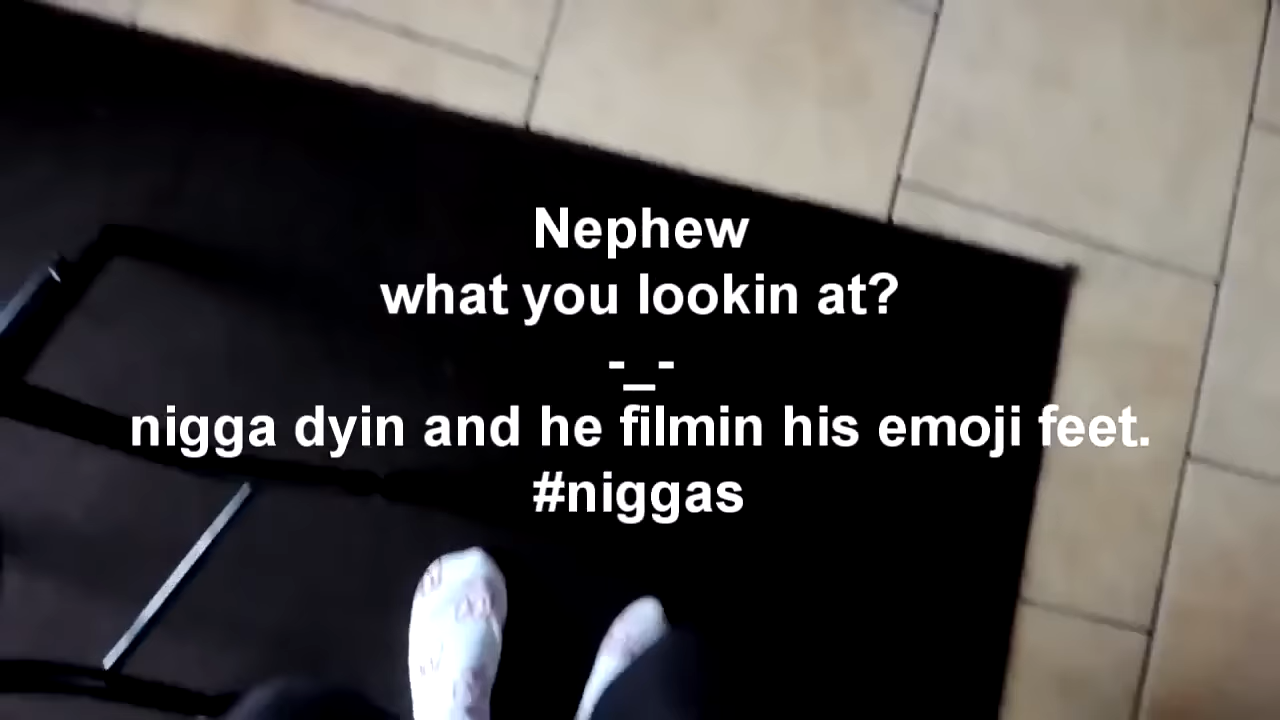 Nephew
what you lookin at?
-_-
nigga dyin and he filmin his emoji feet.
#niggas